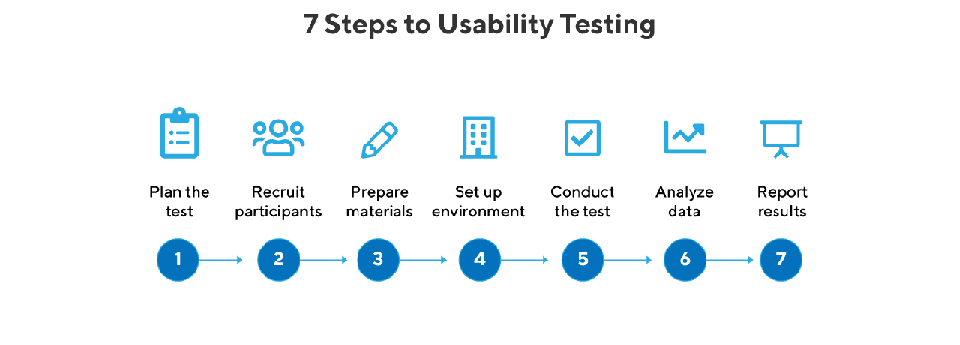 7 Steps to Usability Testing
Plan the
test
Recruit
participants
Prepare
materials
Set up
environment
Conduct
the test
Analyze
data
Report
results
1
2
3
4
5
6
7